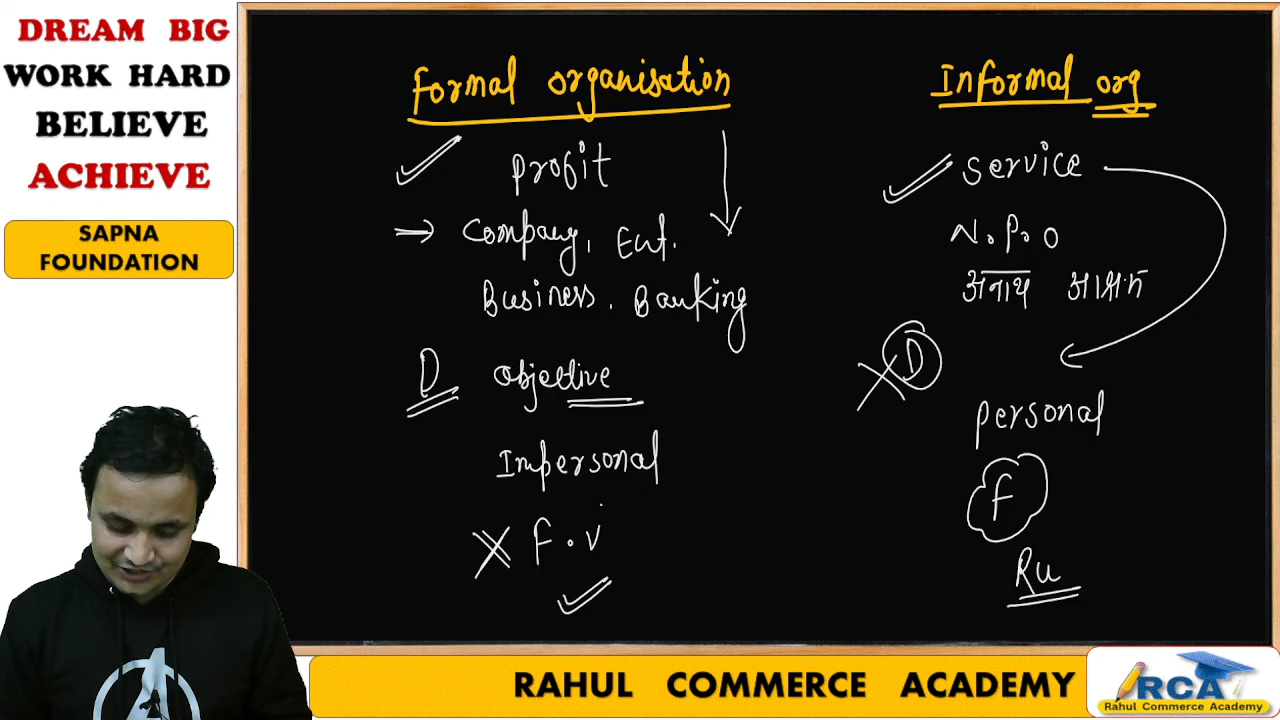 DREAM BIG
WORK HARD
BELIEVE
ACHIEVE
SAPNA
FOUNDATION
Formal organisation
Profit
Company, Ent.
Business. Banking
D objective
Impersonal
F.V
Informal org
Service
N.P.O
अनाथ आश्रम
D
Personal
F
Ru
RAHUL COMMERCE ACADEMY
RCA
Rahul Commerce Academy